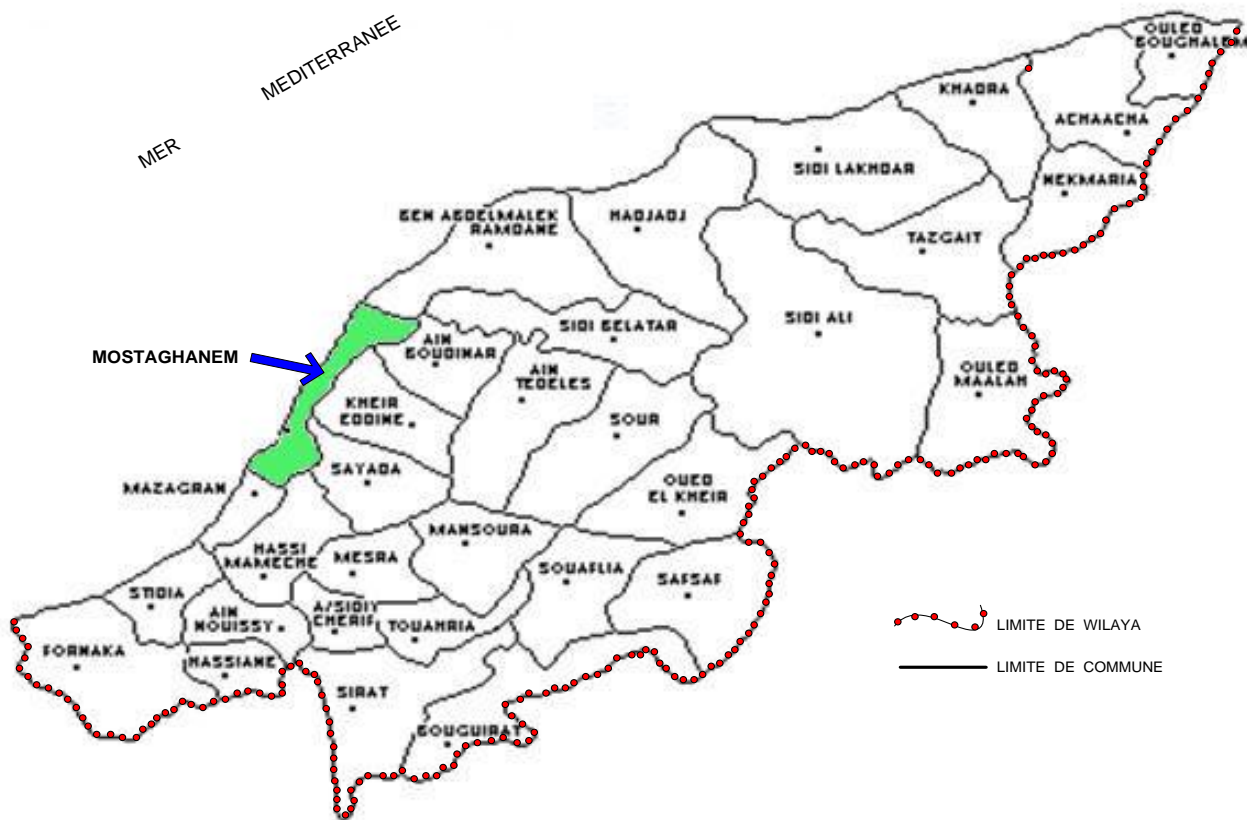 MER MEDITERRANEE
OULED
BOUGHALEM
KHADRA
ACHAACHA
SIDI LAKHDAR
NEKMARIA
BEN ABDELMALEK
RAMDANE
HADJADJ
TAZGAIT
SIDI BELATAR
SIDI ALI
MOSTAGHANEM
AIN
BOUDINAR
AIN
TEDELES
OULED
MAALAH
KHEIR
EDDINE
SOUR
SAYADA
OUED
EL KHEIR
MAZAGRAN
MANSOURA
HASSI
MAMECHE
MESRA
SOUAFLIA
SAFSAF
STIDIA
AIN
NOUISSY
A/SIDIY
CHERIF
TOUAHRIA
FORNAKA
HASSIANE
SIRAT
BOUGUIRAT
LIMITE DE WILAYA
LIMITE DE COMMUNE